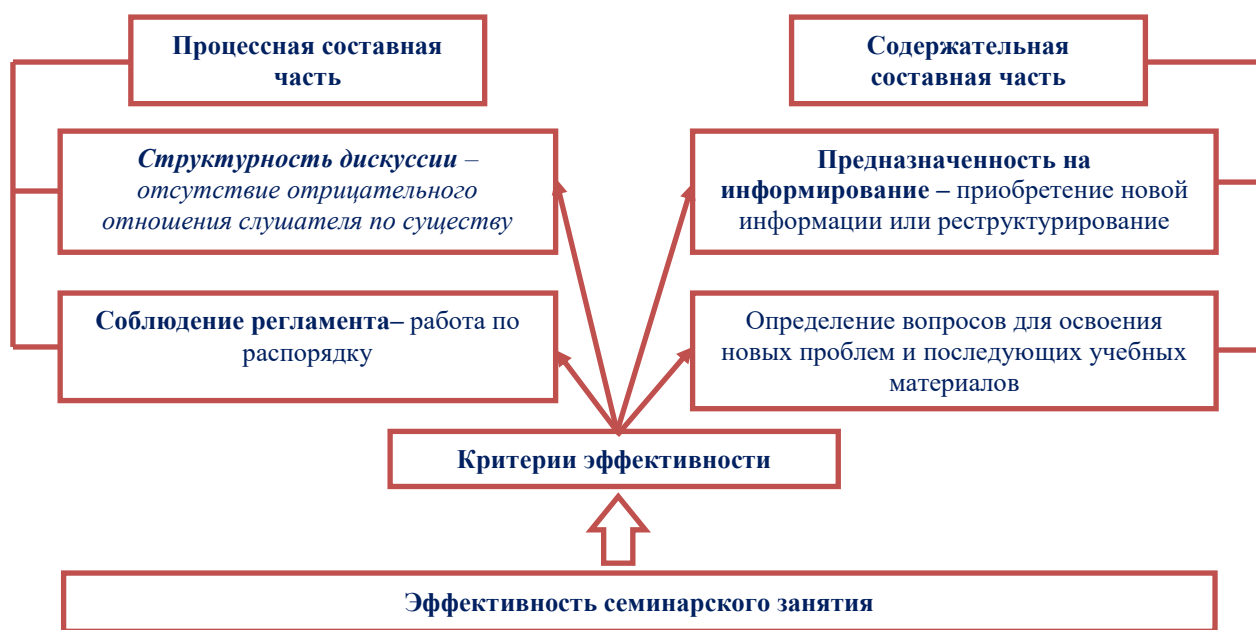 Процессная составная
часть
Содержательная
составная часть
Структурность дискуссии –
отсутствие отрицательного
отношения слушателя по существу
Предназначенность на
информирование – приобретение новой
информации или реструктурирование
Соблюдение регламента– работа по
распорядку
Определение вопросов для освоения
новых проблем и последующих учебных
материалов
Критерии эффективности
Эффективность семинарского занятия